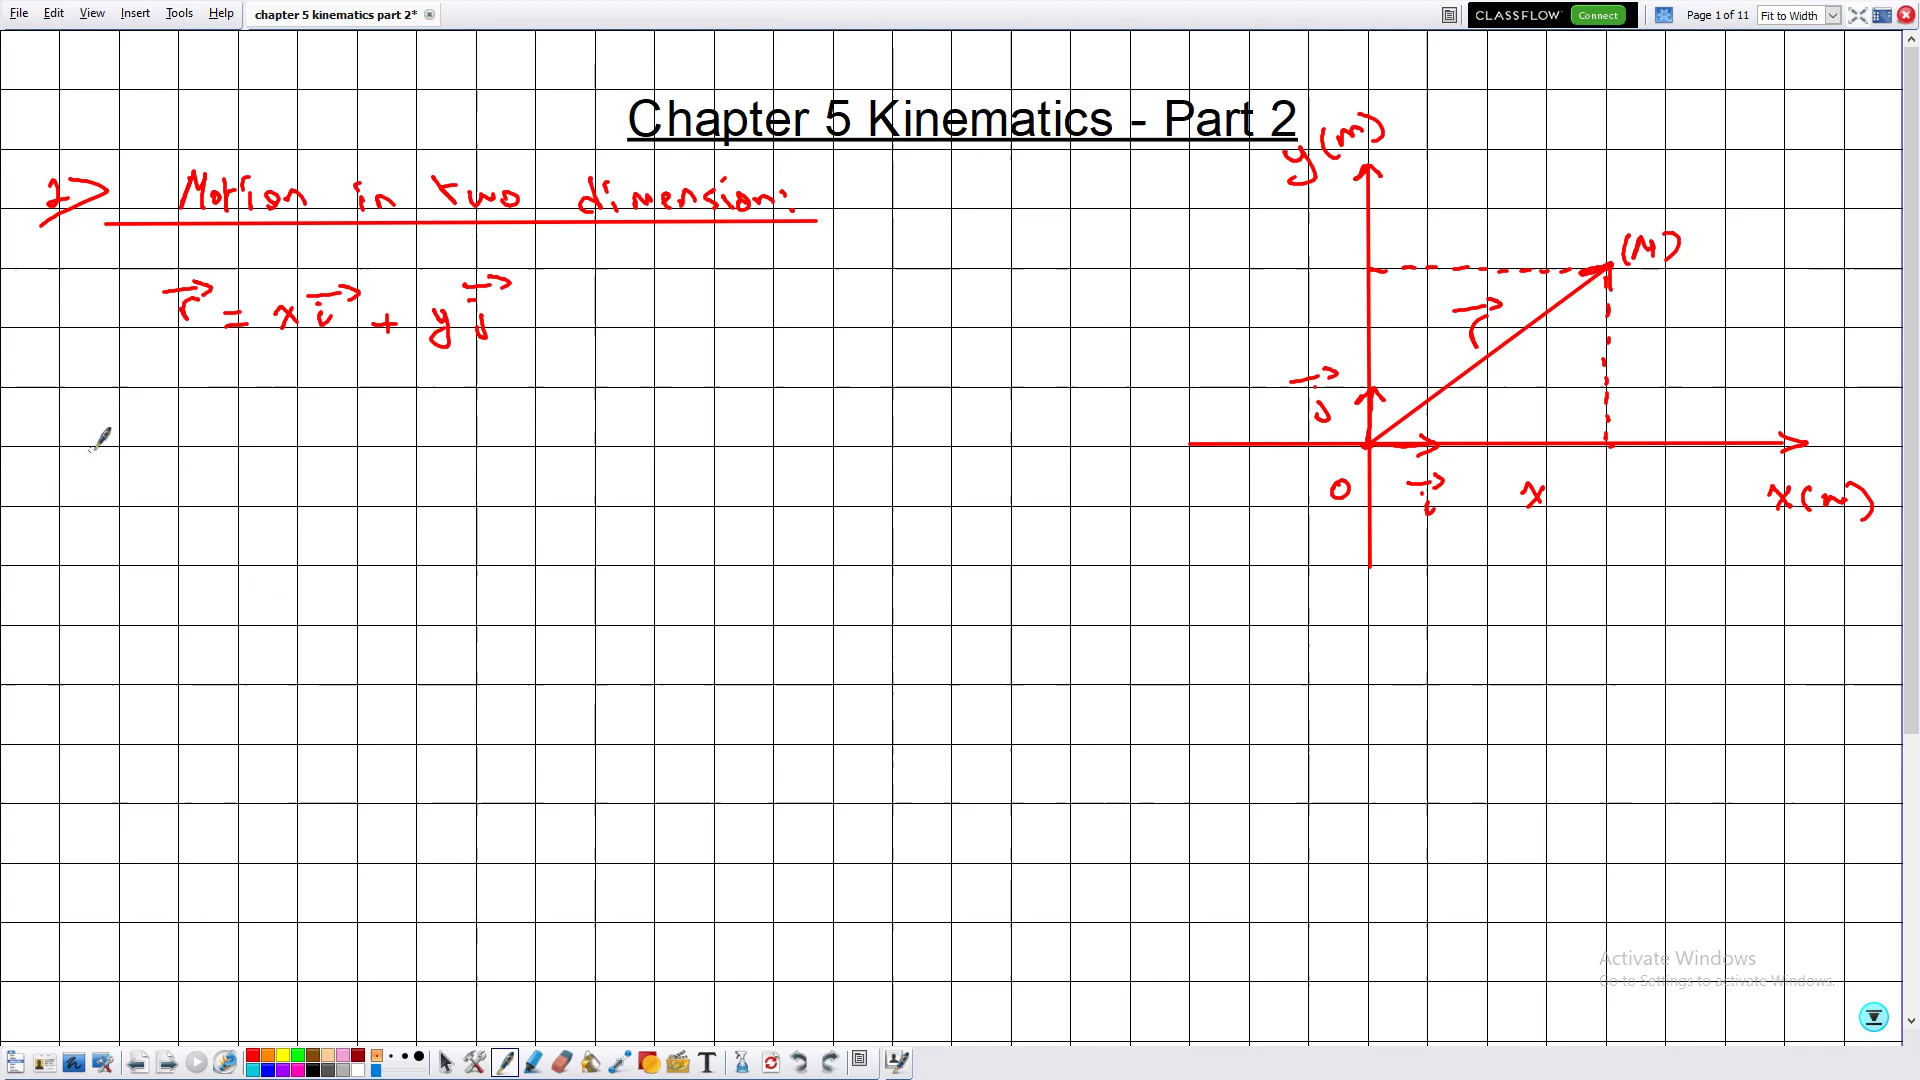 File Edit View Insert Tools Help chapter 5 kinematics part 2* CLASSFLOW Connect Page 1 of 11 Fit to Width
Chapter 5 Kinematics - Part 2
2> Motion in two dimension:
r⃗ = x i⃗ + y j⃗
y(m)
(M)
r⃗
j⃗
O i⃗ x x(m)
Activate Windows
Go to Settings to activate Windows.
T